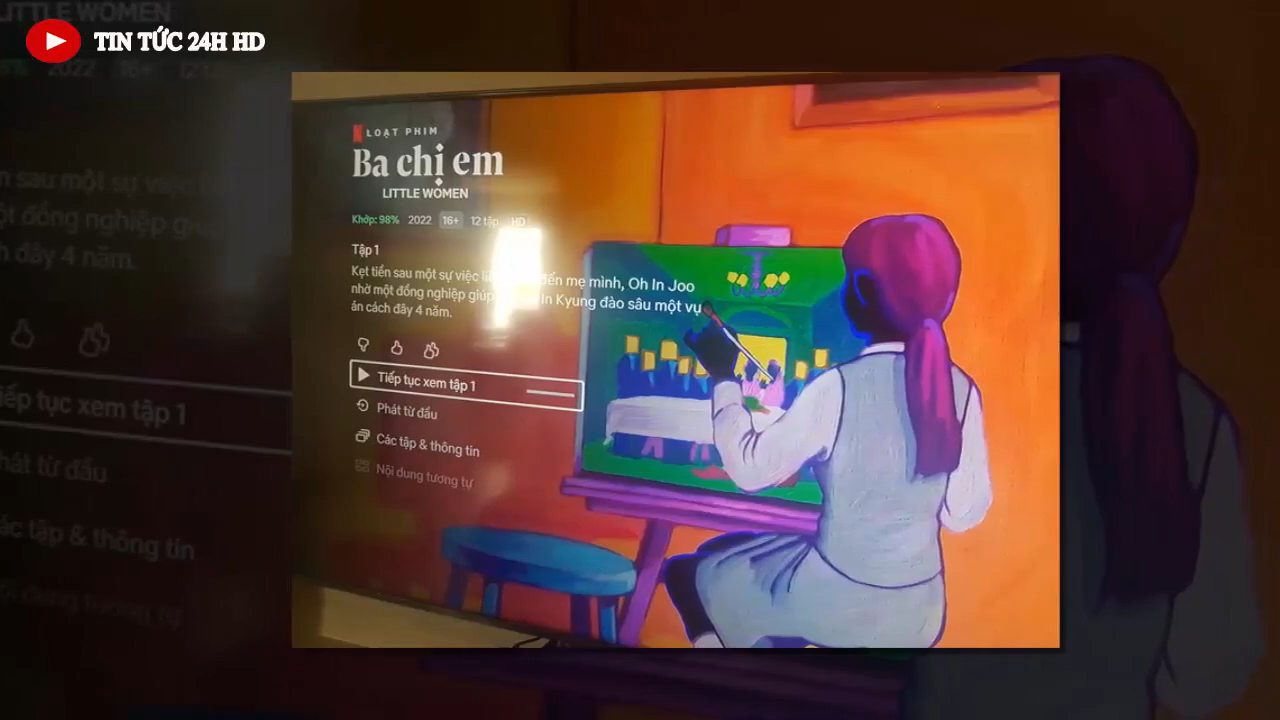 TIN TỨC 24H HD
LOẠT PHIM
Ba chị em
LITTLE WOMEN
Khớp: 98% 2022 16+ 12 tập HD
Tập 1
Kẹt tiền sau một sự việc đến mẹ mình, Oh In Joo
nhờ một đồng nghiệp giúp In Kyung đào sâu một vụ
án cách đây 4 năm.
Tiếp tục xem tập 1
Phát từ đầu
Các tập & thông tin
Nội dung tương tự